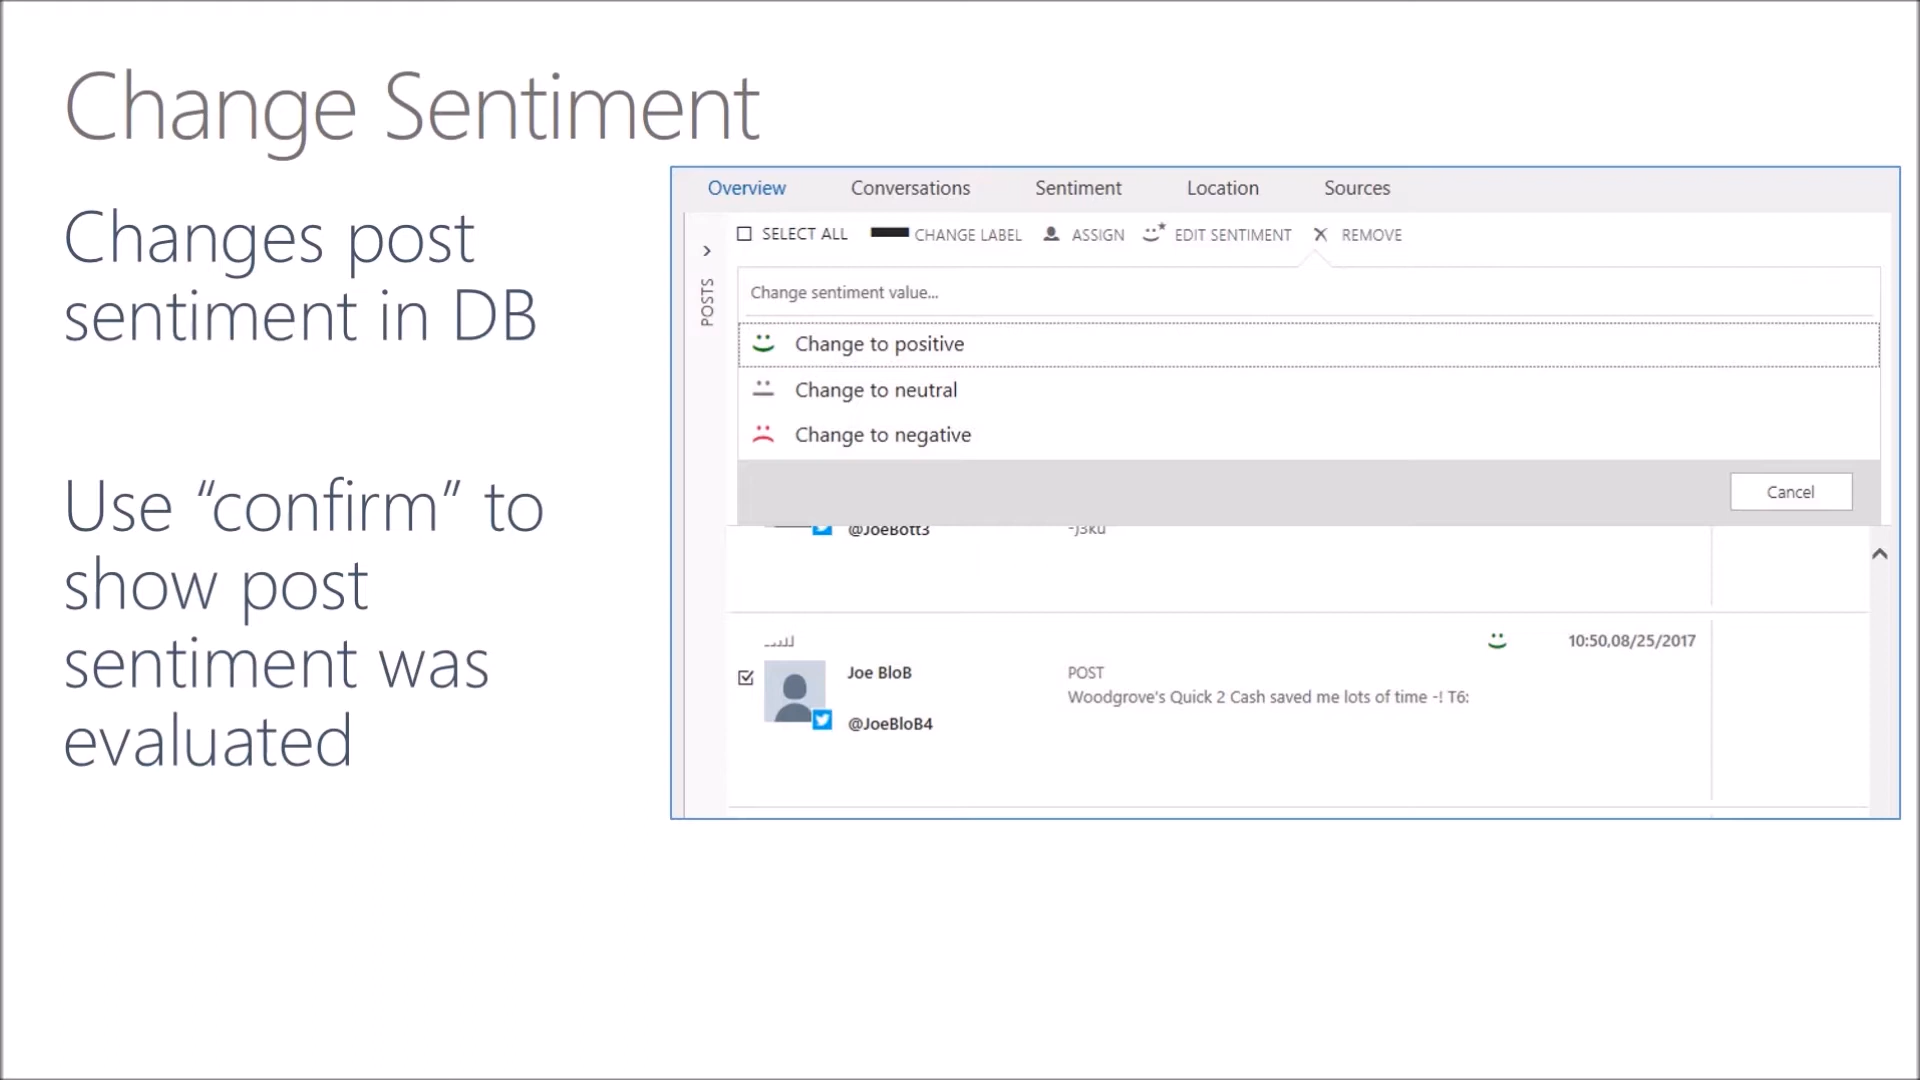 Change Sentiment
Changes post
sentiment in DB
Use “confirm” to
show post
sentiment was
evaluated
Overview Conversations Sentiment Location Sources
SELECT ALL CHANGE LABEL ASSIGN EDIT SENTIMENT REMOVE
POSTS
Change sentiment value...
Change to positive
Change to neutral
Change to negative
Cancel
@JoeBott3
10:50,08/25/2017
Joe BloB POST
Woodgrove's Quick 2 Cash saved me lots of time -! T6:
@JoeBloB4